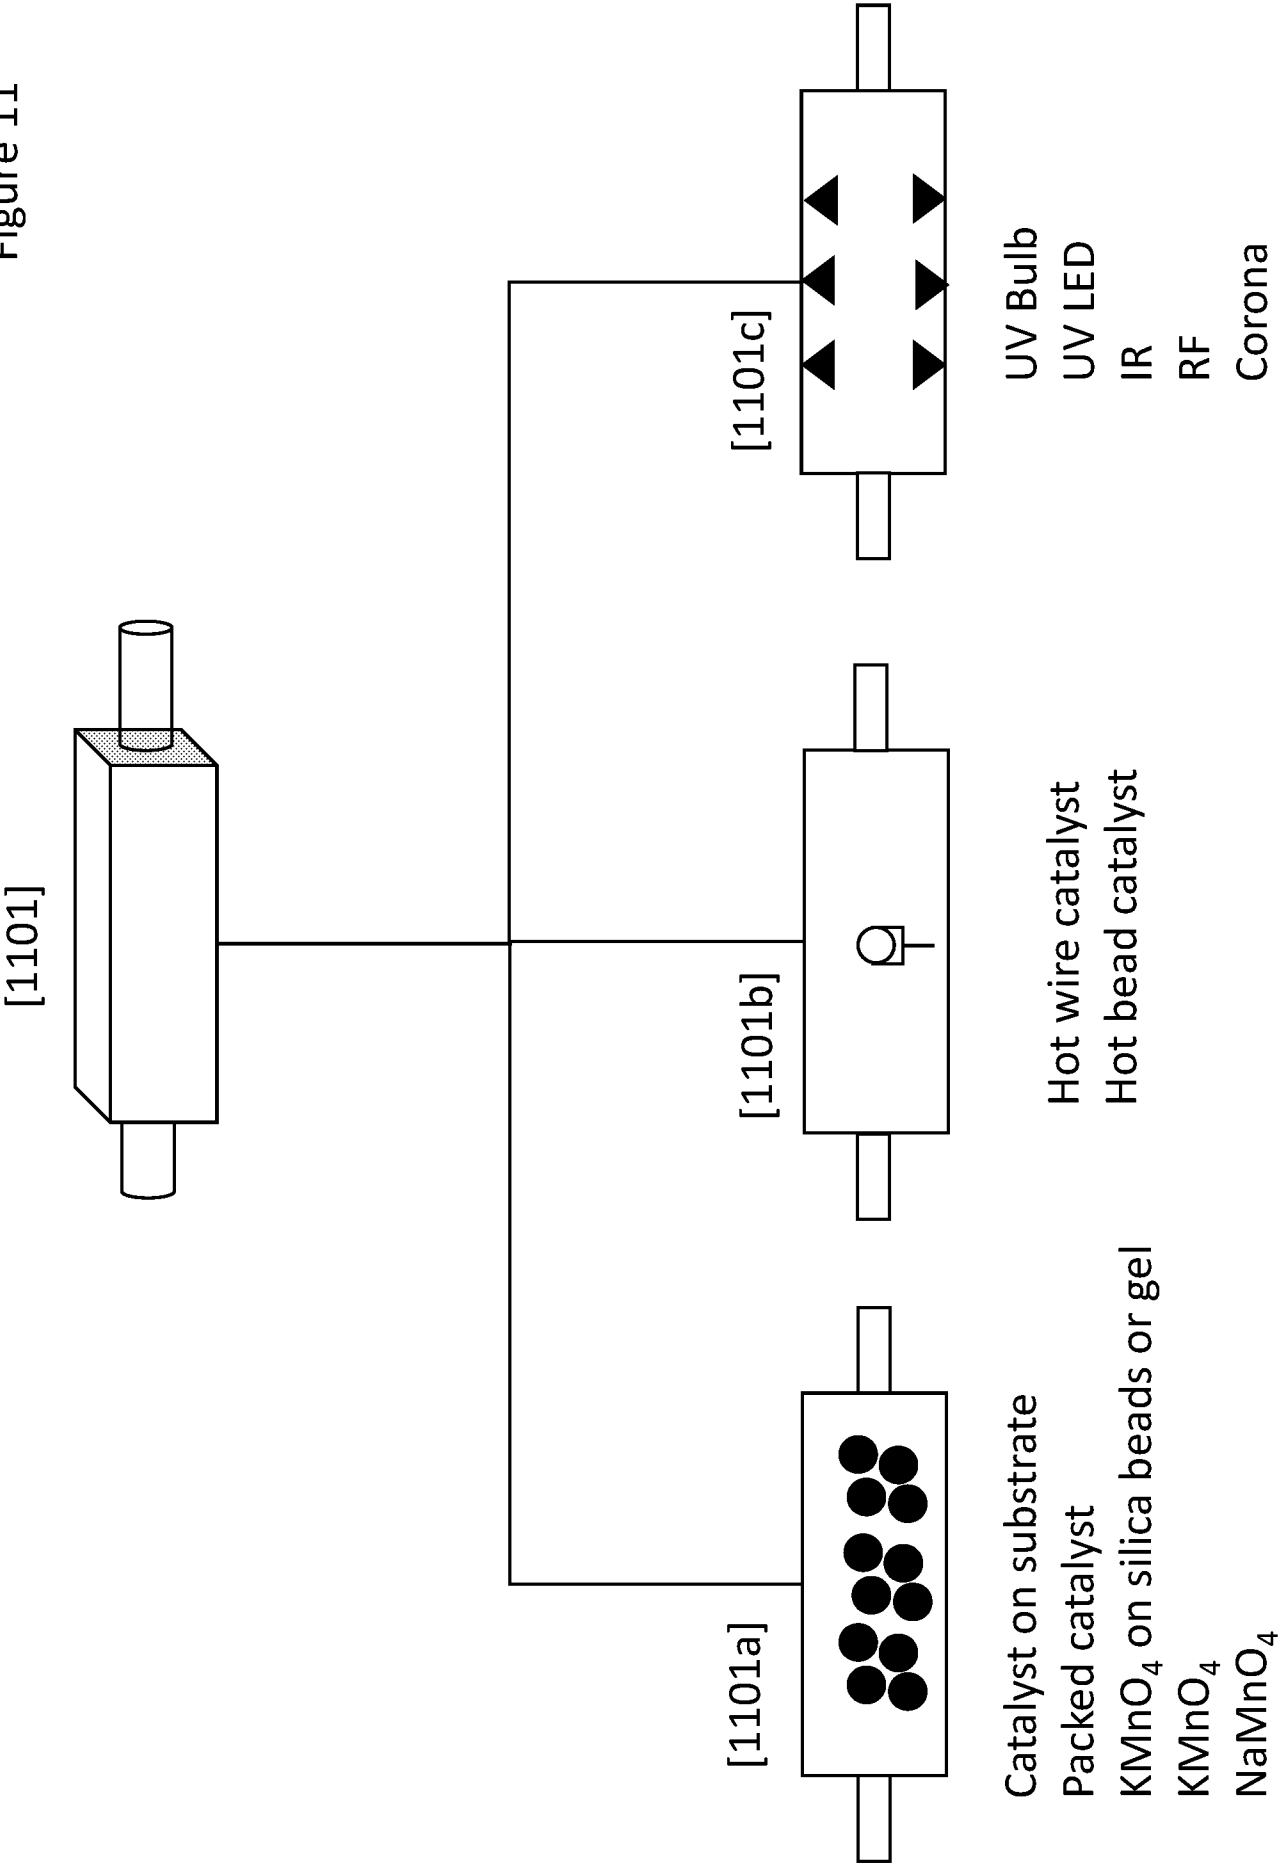 Figure 11
[1101]
[1101a]
[1101b]
[1101c]
Catalyst on substrate
Packed catalyst
KMnO₄ on silica beads or gel
KMnO₄
NaMnO₄
Hot wire catalyst
Hot bead catalyst
UV Bulb
UV LED
IR
RF
Corona